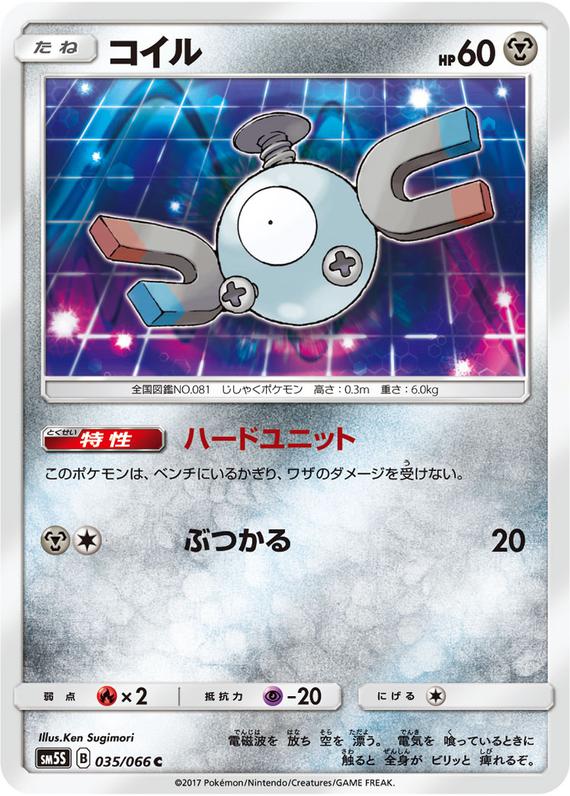 たね コイル HP60
全国図鑑NO.081 じしゃくポケモン 高さ：0.3m 重さ：6.0kg
とくせい
特性 ハードユニット
このポケモンは、ベンチにいるかぎり、ワザのダメージを受けない。
ぶつかる 20
弱点 ×2 抵抗力 −20 にげる
Illus.Ken Sugimori
電磁波を 放ち 空を 漂う。電気を 喰っているときに
触ると 全身が ビリッと 痺れるぞ。
SM5S B 035/066 C
©2017 Pokémon/Nintendo/Creatures/GAME FREAK.